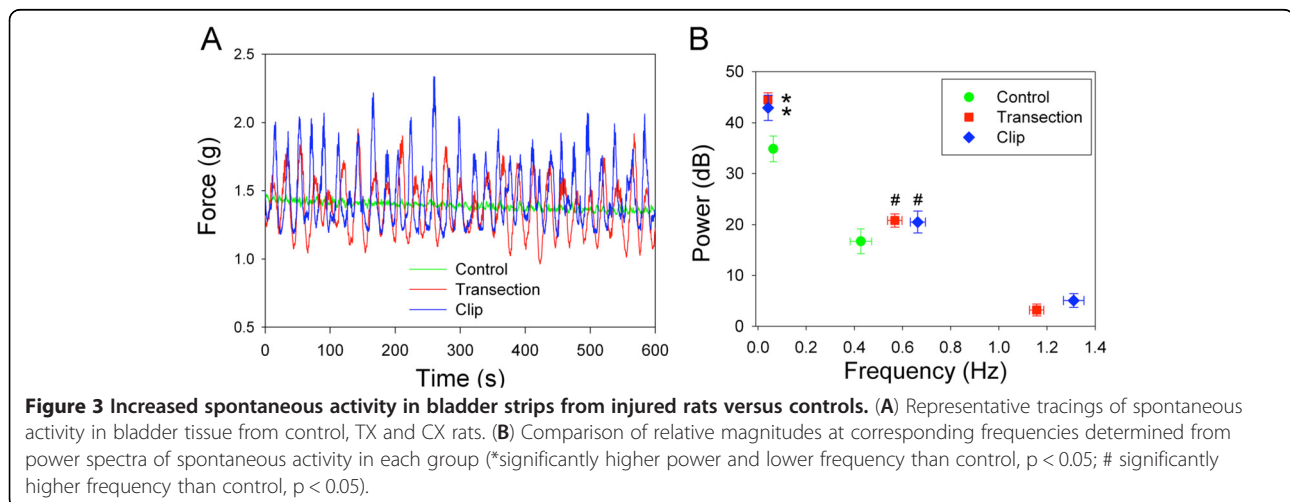 A
B
2.5
2.0
1.5
1.0
0.5
Force (g)
Control
Transection
Clip
0
100
200
300
400
500
600
Time (s)
50
40
30
20
10
0
Power (dB)
Control
Transection
Clip
*
*
# #
0.0
0.2
0.4
0.6
0.8
1.0
1.2
1.4
Frequency (Hz)
Figure 3 Increased spontaneous activity in bladder strips from injured rats versus controls. (A) Representative tracings of spontaneous
activity in bladder tissue from control, TX and CX rats. (B) Comparison of relative magnitudes at corresponding frequencies determined from
power spectra of spontaneous activity in each group (*significantly higher power and lower frequency than control, p < 0.05; # significantly
higher frequency than control, p < 0.05).